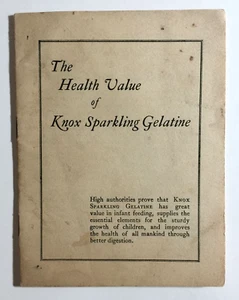 The
Health Value
of
Knox Sparkling Gelatine
High authorities prove that KNOX
SPARKLING GELATINE has great
value in infant feeding, supplies the
essential elements for the sturdy
growth of children, and improves
the health of all mankind through
better digestion.